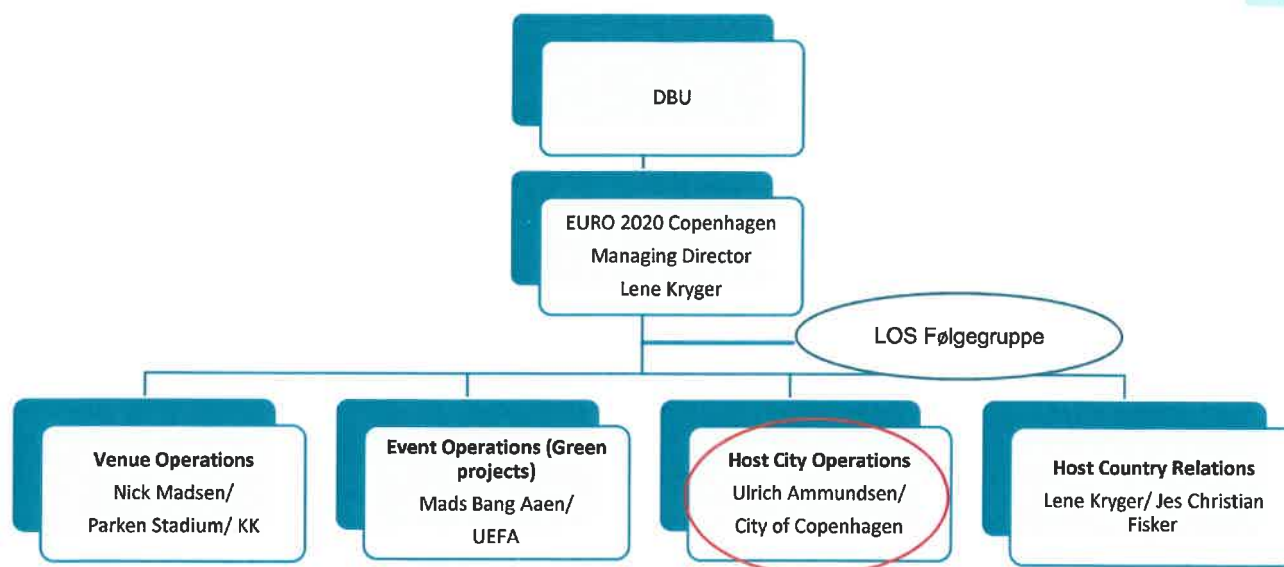 DBU
EURO 2020 Copenhagen
Managing Director
Lene Kryger
LOS Følgegruppe
Venue Operations
Nick Madsen/
Parken Stadium/ KK
Event Operations (Green
projects)
Mads Bang Aaen/
UEFA
Host City Operations
Ulrich Ammundsen/
City of Copenhagen
Host Country Relations
Lene Kryger/ Jes Christian
Fisker